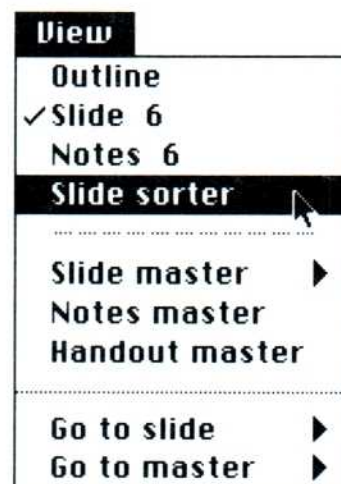 View
Outline
✓Slide 6
Notes 6
Slide sorter
Slide master ▶
Notes master
Handout master
Go to slide ▶
Go to master ▶